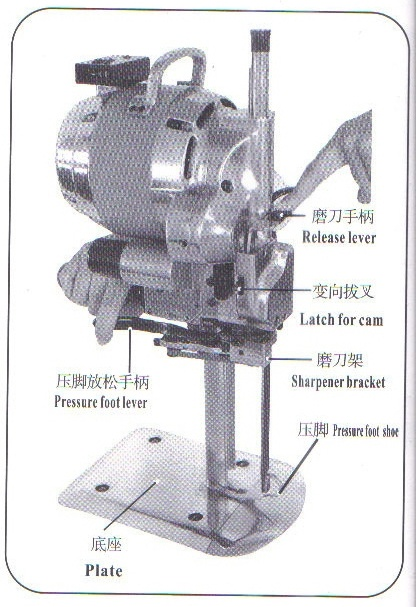 磨刀手柄
Release lever
变向拔叉
Latch for cam
磨刀架
Sharpener bracket
压脚放松手柄
Pressure foot lever
压脚 Pressure foot shoe
底座
Plate